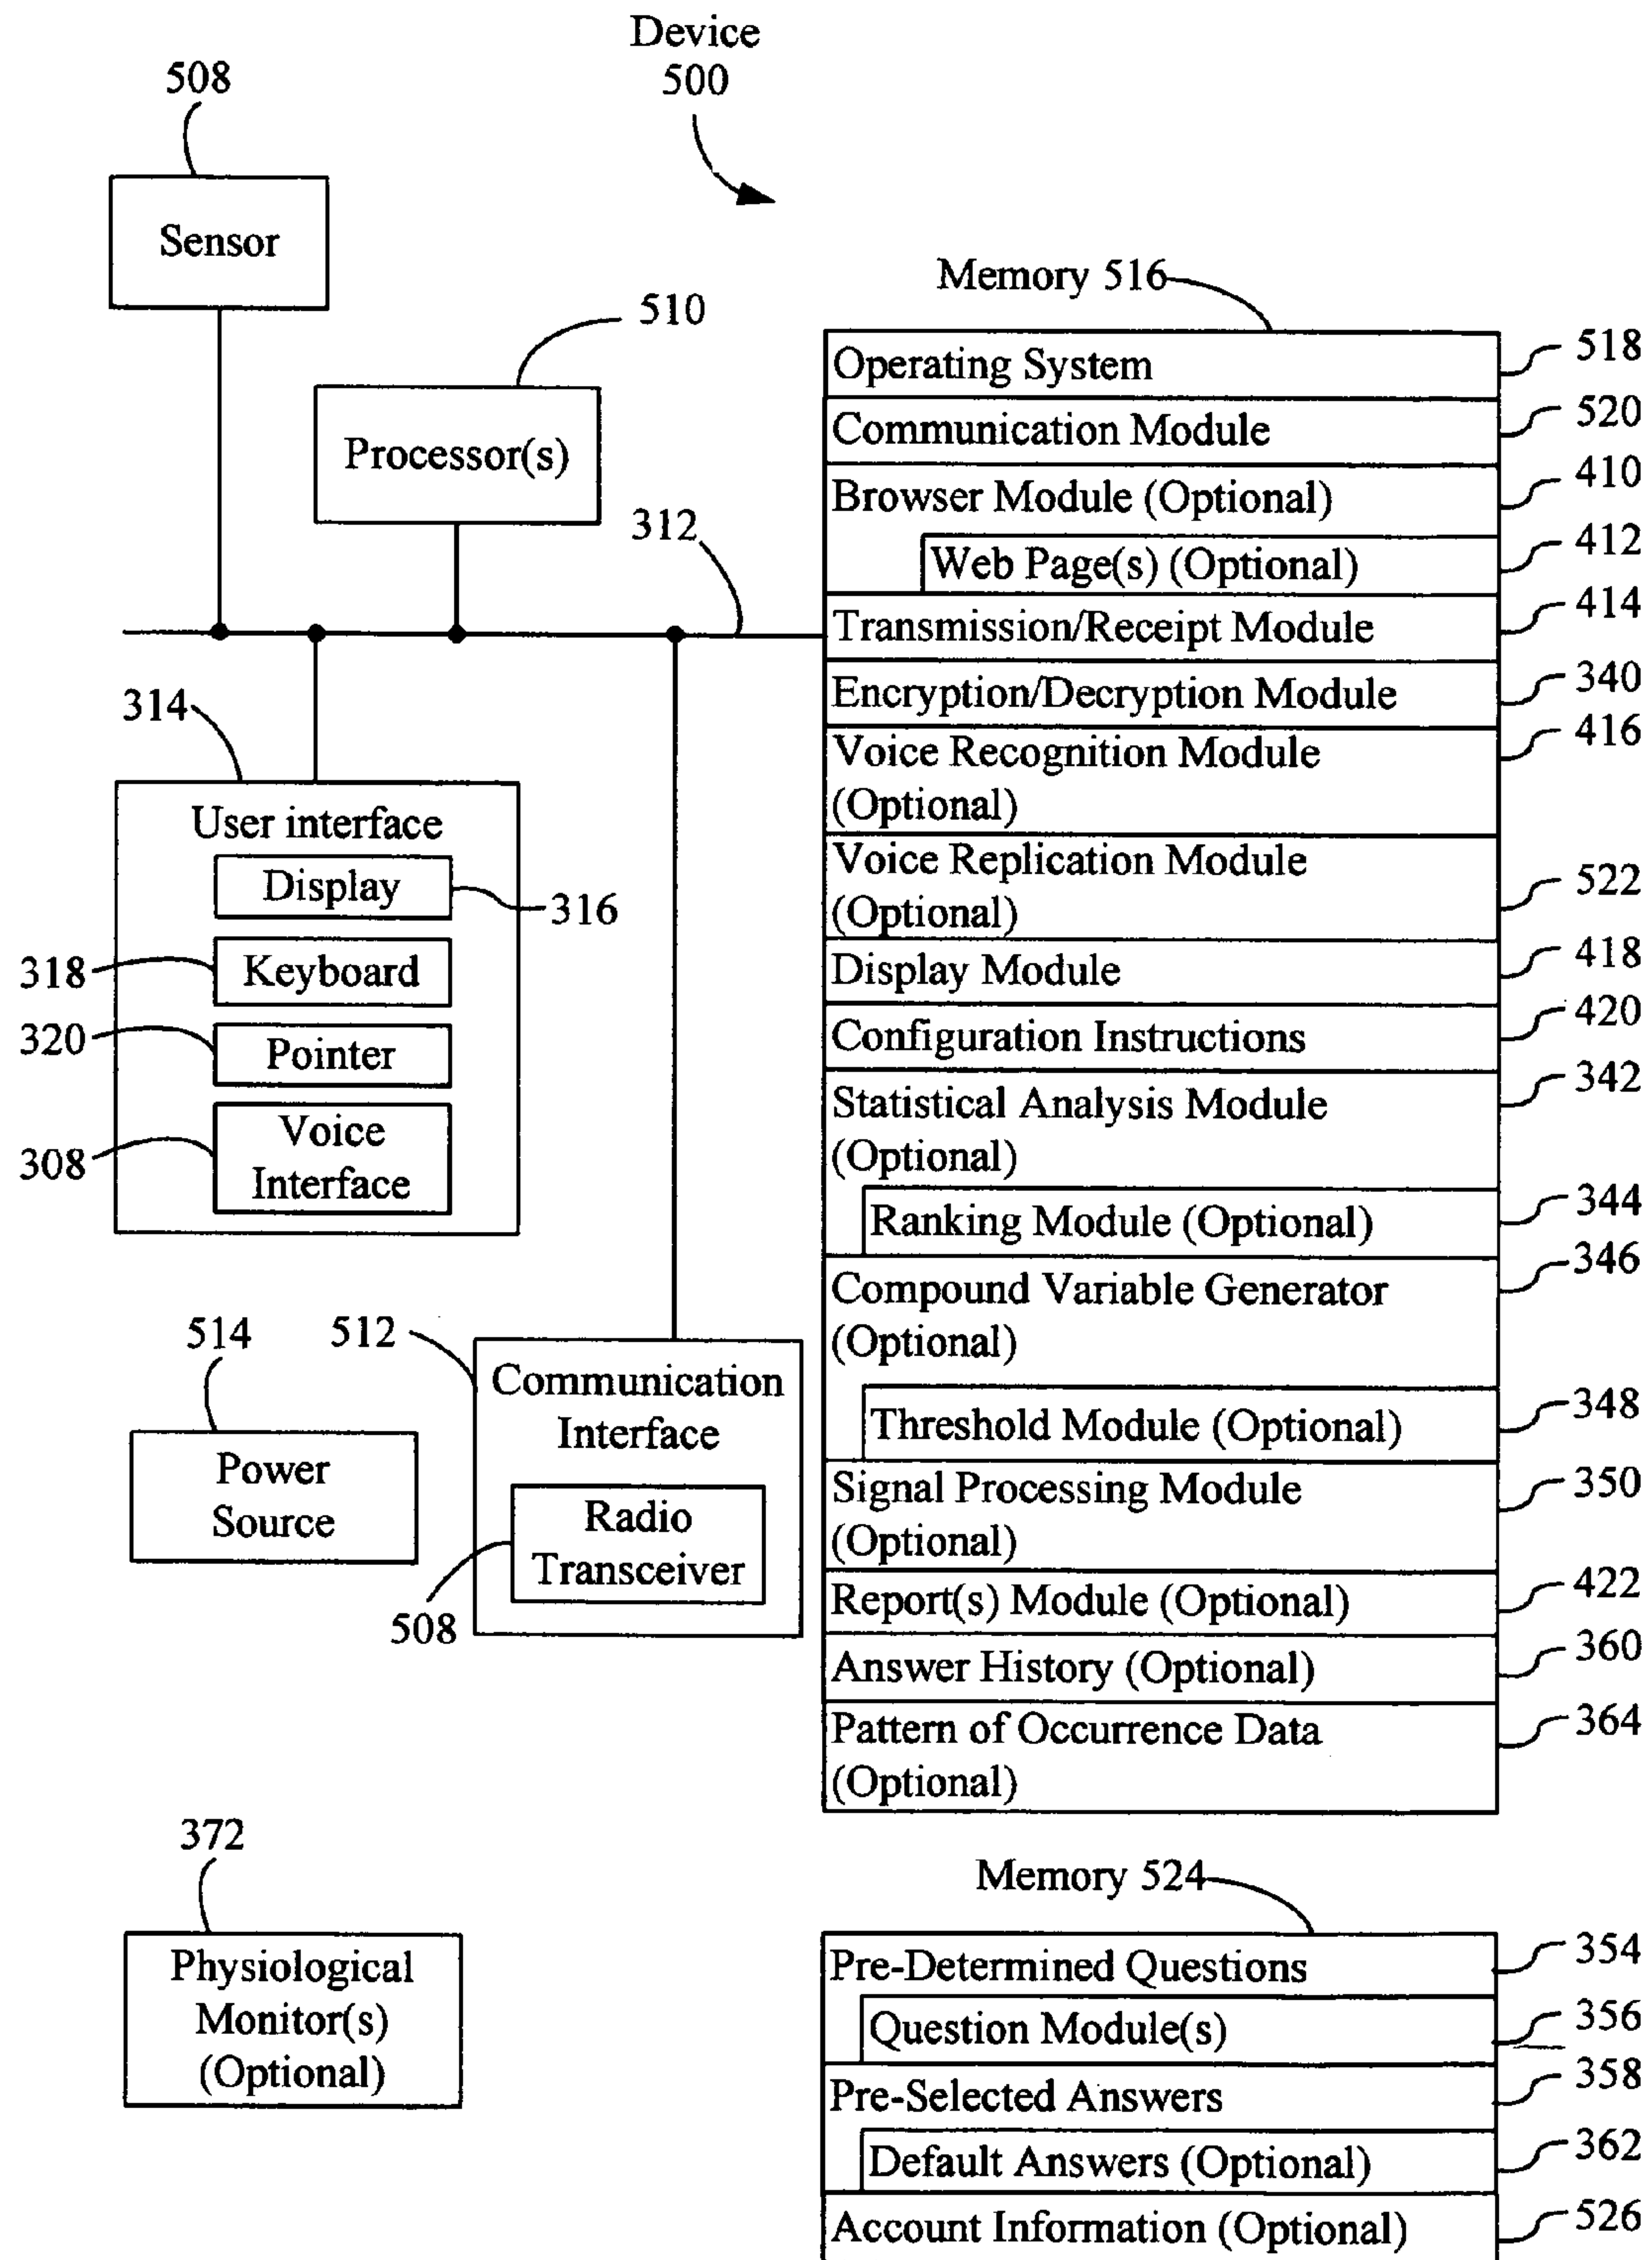 Device
500
508
Sensor
510
Processor(s)
312
314
User interface
Display
316
318
Keyboard
320
Pointer
308
Voice
Interface
514
Power
Source
512
Communication
Interface
Radio
Transceiver
508
372
Physiological
Monitor(s)
(Optional)
Memory 516
Operating System
518
Communication Module
520
Browser Module (Optional)
410
Web Page(s) (Optional)
412
Transmission/Receipt Module
414
Encryption/Decryption Module
340
Voice Recognition Module
(Optional)
416
Voice Replication Module
(Optional)
522
Display Module
418
Configuration Instructions
420
Statistical Analysis Module
(Optional)
342
Ranking Module (Optional)
344
Compound Variable Generator
(Optional)
346
Threshold Module (Optional)
348
Signal Processing Module
(Optional)
350
Report(s) Module (Optional)
422
Answer History (Optional)
360
Pattern of Occurrence Data
(Optional)
364
Memory 524
Pre-Determined Questions
354
Question Module(s)
356
Pre-Selected Answers
358
Default Answers (Optional)
362
Account Information (Optional)
526